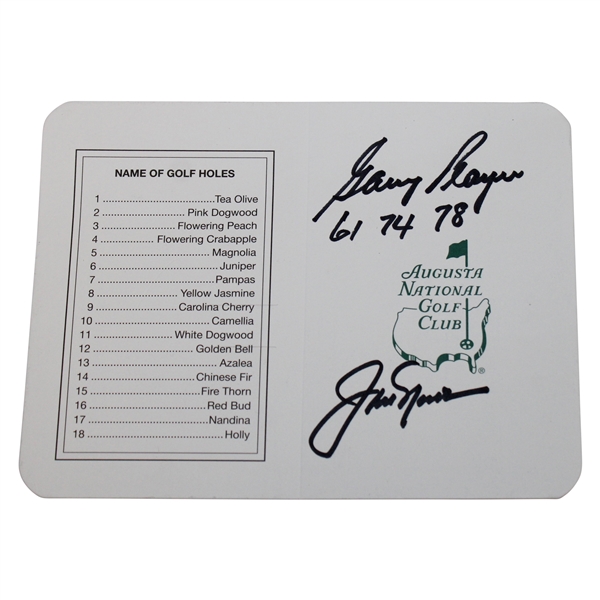 NAME OF GOLF HOLES
1 ........................Tea Olive
2 ........................Pink Dogwood
3 ........................Flowering Peach
4 ........................Flowering Crabapple
5 ........................Magnolia
6 ........................Juniper
7 ........................Pampas
8 ........................Yellow Jasmine
9 ........................Carolina Cherry
10 ........................Camellia
11 ........................White Dogwood
12 ........................Golden Bell
13 ........................Azalea
14 ........................Chinese Fir
15 ........................Fire Thorn
16 ........................Red Bud
17 ........................Nandina
18 ........................Holly
Gary Player
61 74 78
AUGUSTA
NATIONAL
GOLF
CLUB
®